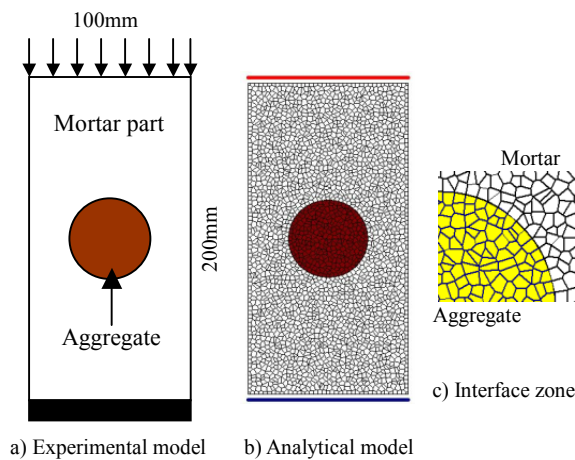 100mm
Mortar part
200mm
Aggregate
Mortar
Aggregate
c) Interface zone
a) Experimental model
b) Analytical model